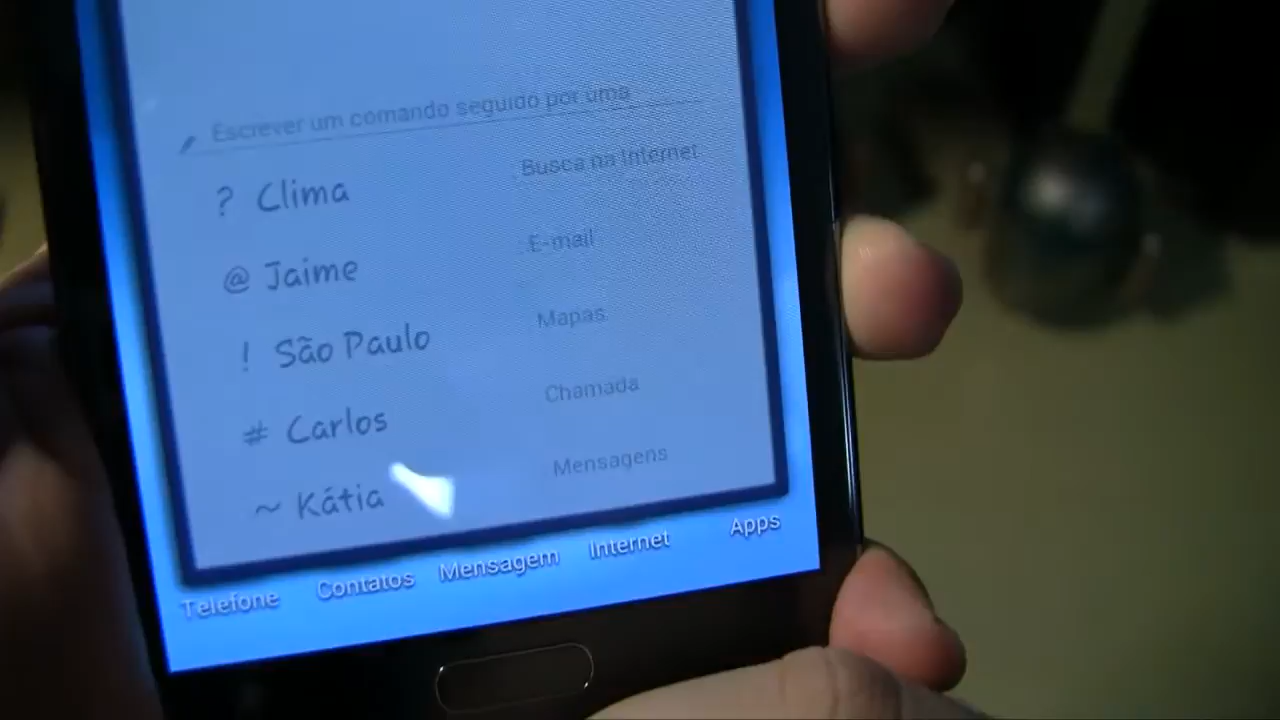 Escrever um comando seguido por uma
? Clima Busca na Internet
@ Jaime E-mail
! São Paulo Mapas
# Carlos Chamada
~ Kátia Mensagens
Telefone Contatos Mensagem Internet Apps